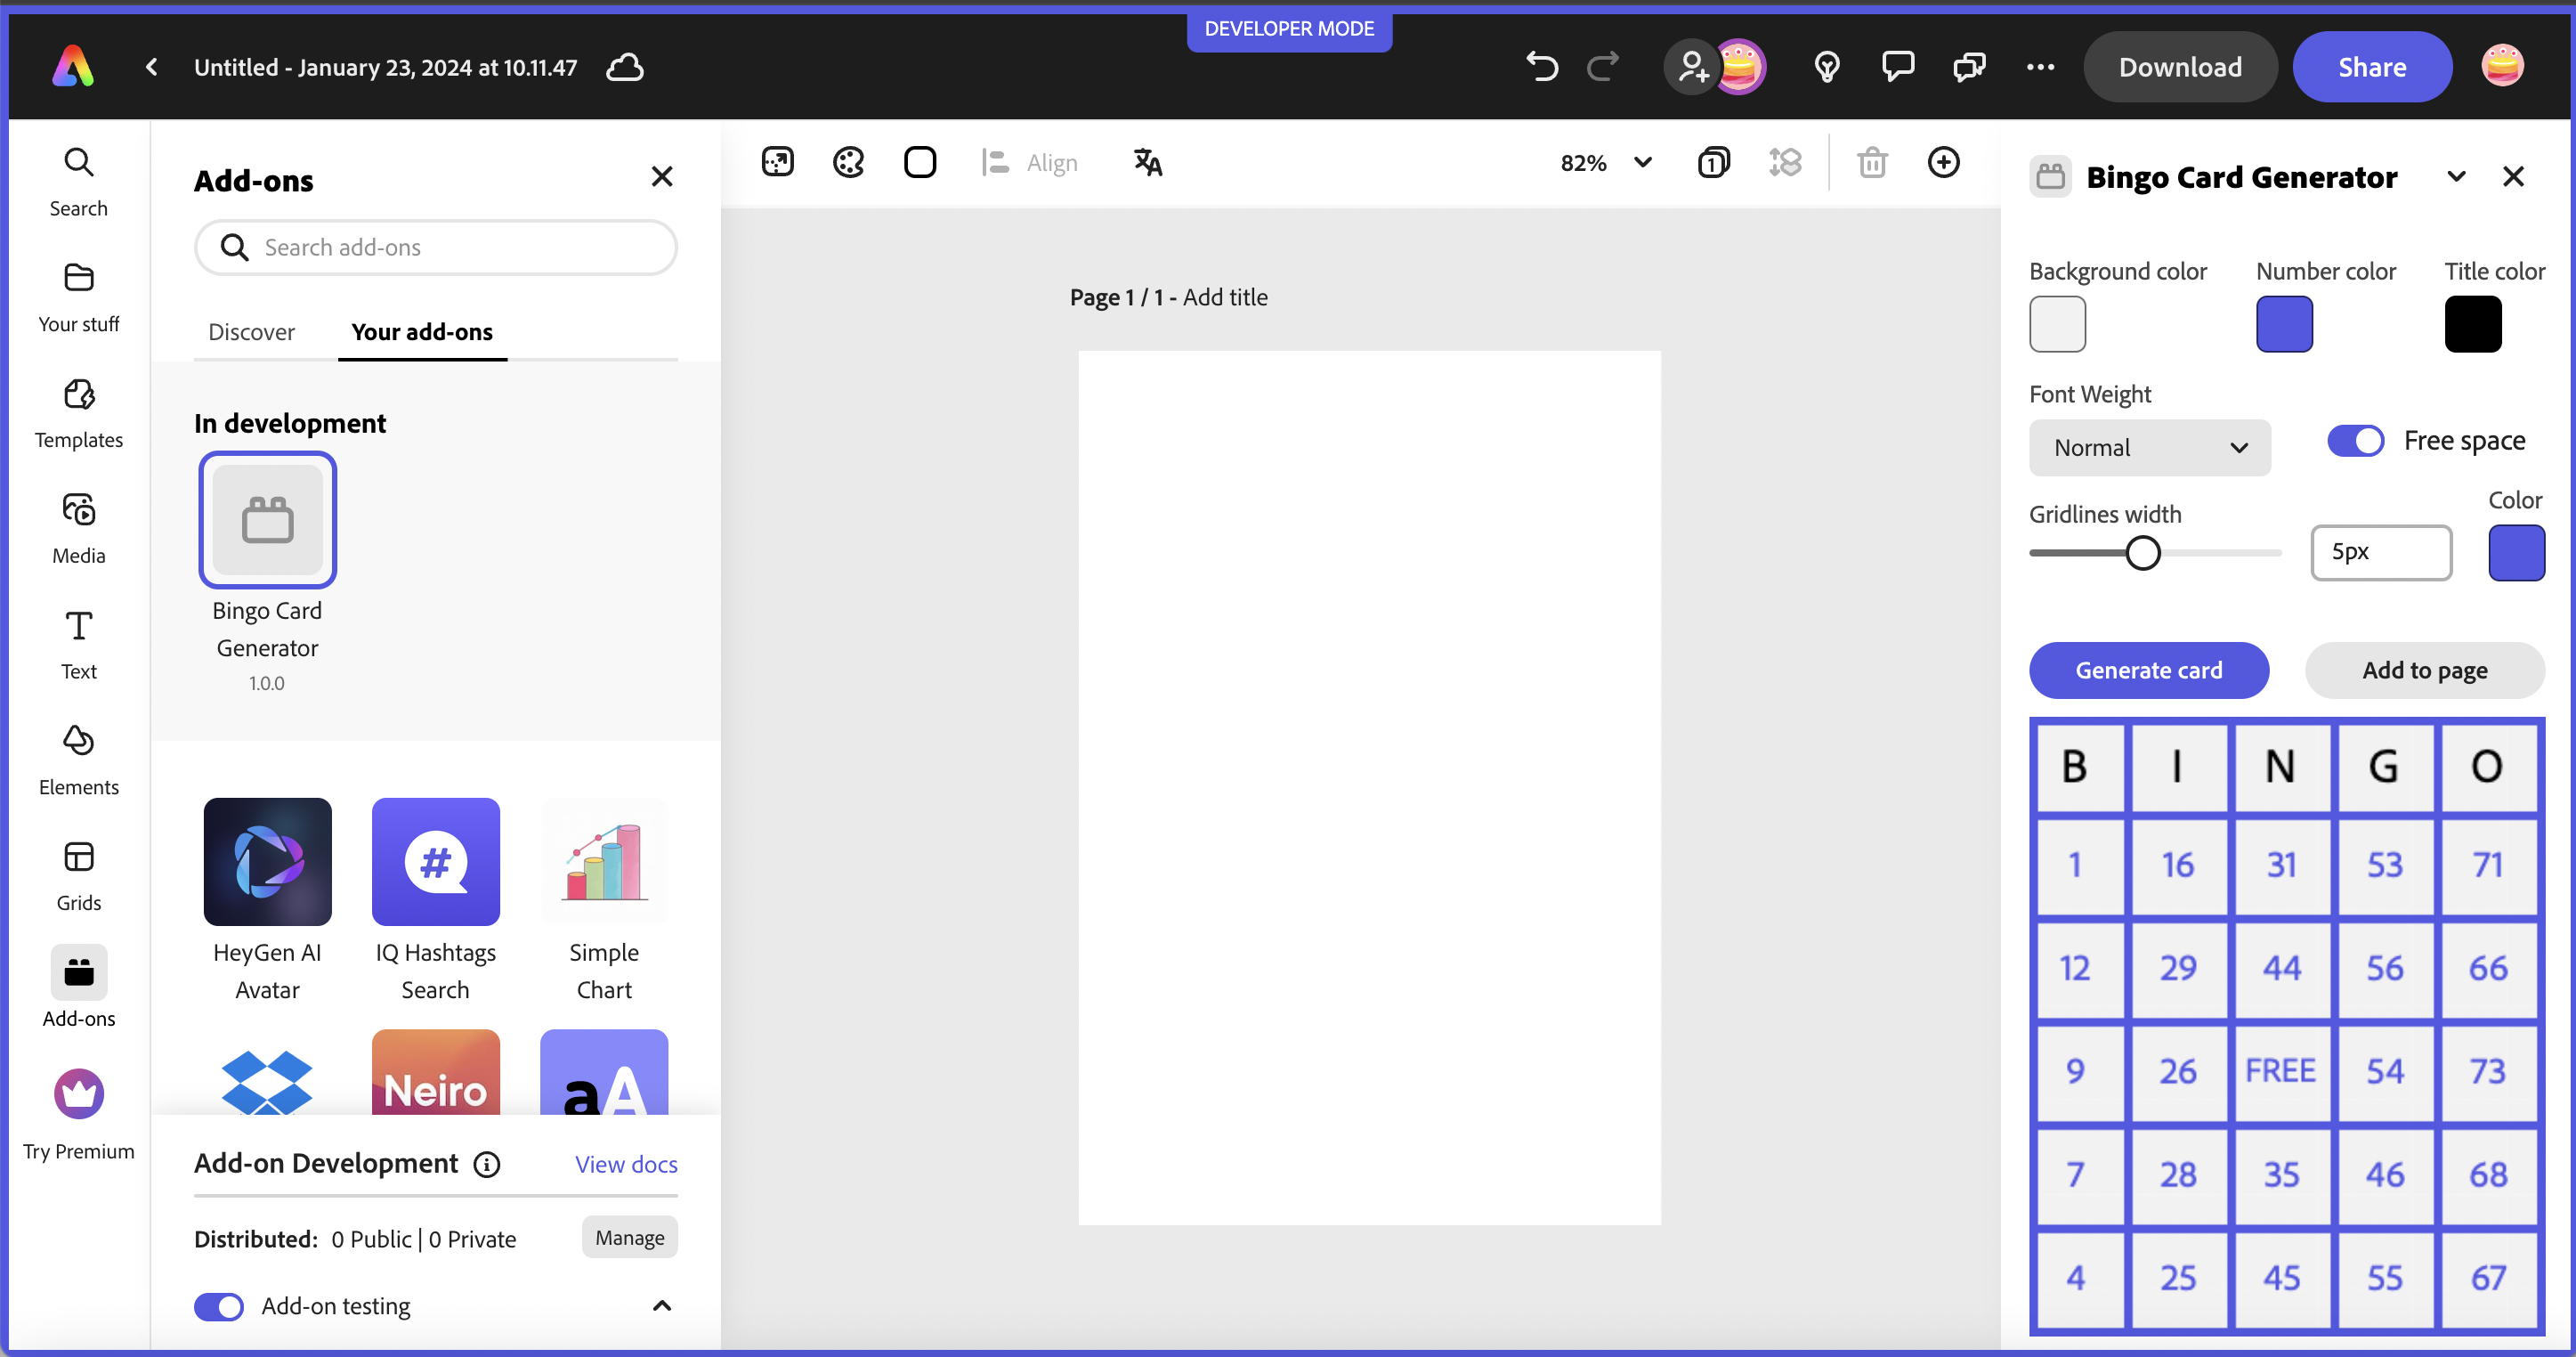 DEVELOPER MODE
Untitled - January 23, 2024 at 10.11.47
Download
Share
Search
Your stuff
Templates
Media
Text
Elements
Grids
Add-ons
Try Premium
Add-ons
Search add-ons
Discover
Your add-ons
In development
Bingo Card
Generator
1.0.0
HeyGen AI
Avatar
#
IQ Hashtags
Search
Simple
Chart
Neiro
aA
Add-on Development
View docs
Distributed: 0 Public | 0 Private
Manage
Add-on testing
Align
82%
1
Page 1 / 1 - Add title
Bingo Card Generator
Background color
Number color
Title color
Font Weight
Normal
Free space
Gridlines width
5px
Color
Generate card
Add to page
B I N G O
1 16 31 53 71
12 29 44 56 66
9 26 FREE 54 73
7 28 35 46 68
4 25 45 55 67